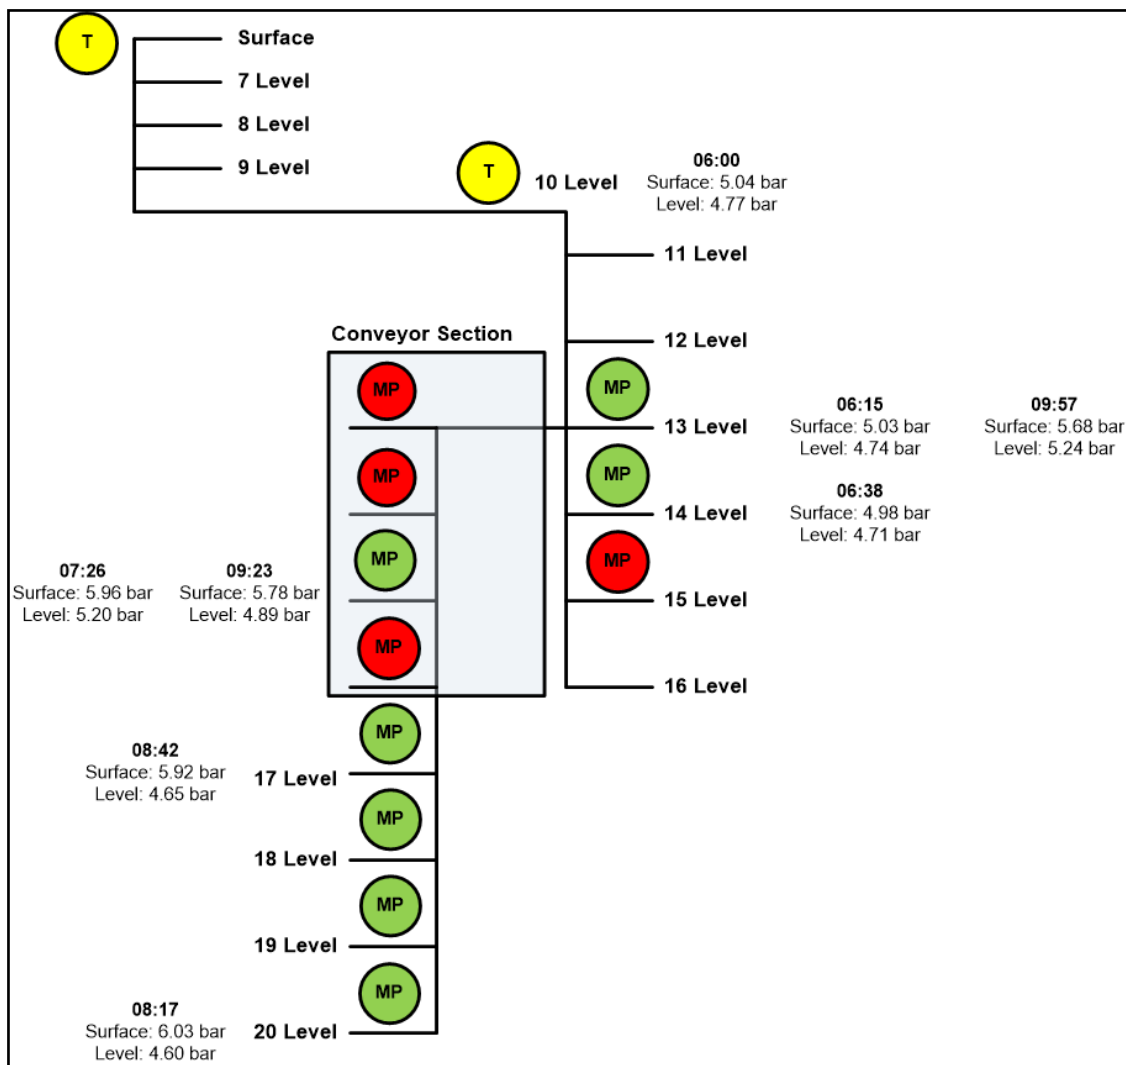 T
Surface
7 Level
8 Level
9 Level
T
10 Level
06:00
Surface: 5.04 bar
Level: 4.77 bar
11 Level
12 Level
Conveyor Section
MP
MP
13 Level
06:15
Surface: 5.03 bar
Level: 4.74 bar
09:57
Surface: 5.68 bar
Level: 5.24 bar
MP
MP
14 Level
06:38
Surface: 4.98 bar
Level: 4.71 bar
07:26
Surface: 5.96 bar
Level: 5.20 bar
09:23
Surface: 5.78 bar
Level: 4.89 bar
MP
MP
15 Level
MP
16 Level
MP
08:42
Surface: 5.92 bar
Level: 4.65 bar
17 Level
MP
18 Level
MP
19 Level
MP
08:17
Surface: 6.03 bar
Level: 4.60 bar
20 Level